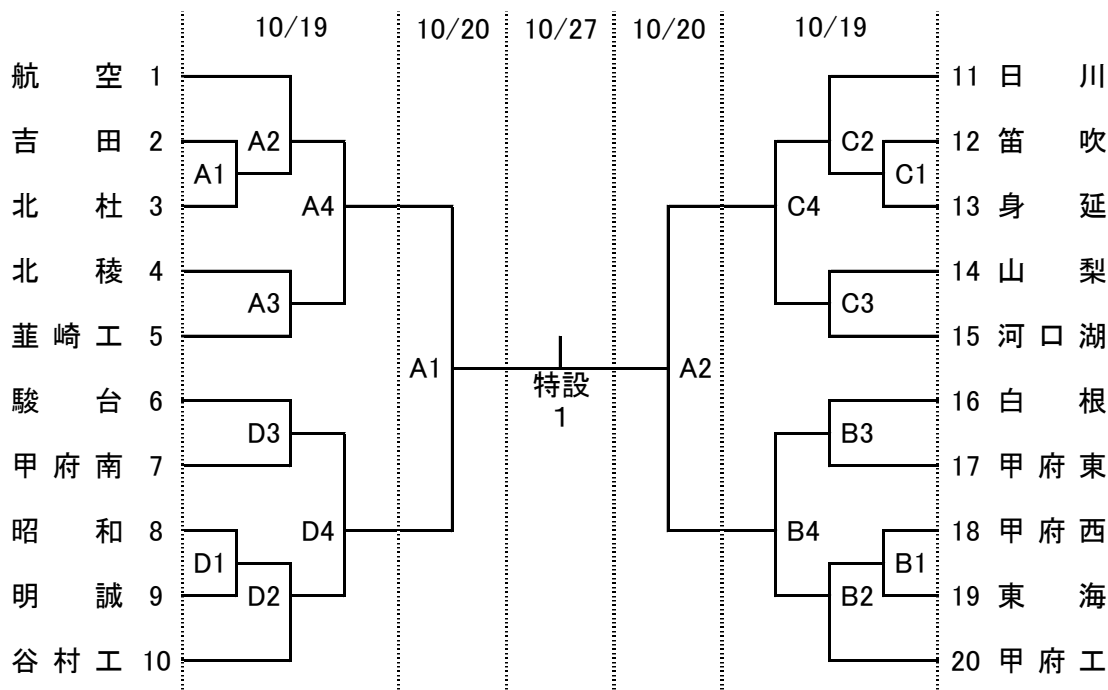 10/19 10/20 10/27 10/20 10/19
航空 1 11 日川
吉田 2 A2 C2 12 笛吹
A1 C1
北杜 3 A4 C4 13 身延
北稜 4 14 山梨
A3 C3
韮崎工 5 15 河口湖
A1 A2
特設
駿台 6 16 白根
1
D3 B3
甲府南 7 17 甲府東
昭和 8 D4 B4 18 甲府西
D1 B1
明誠 9 D2 B2 19 東海
谷村工 10 20 甲府工